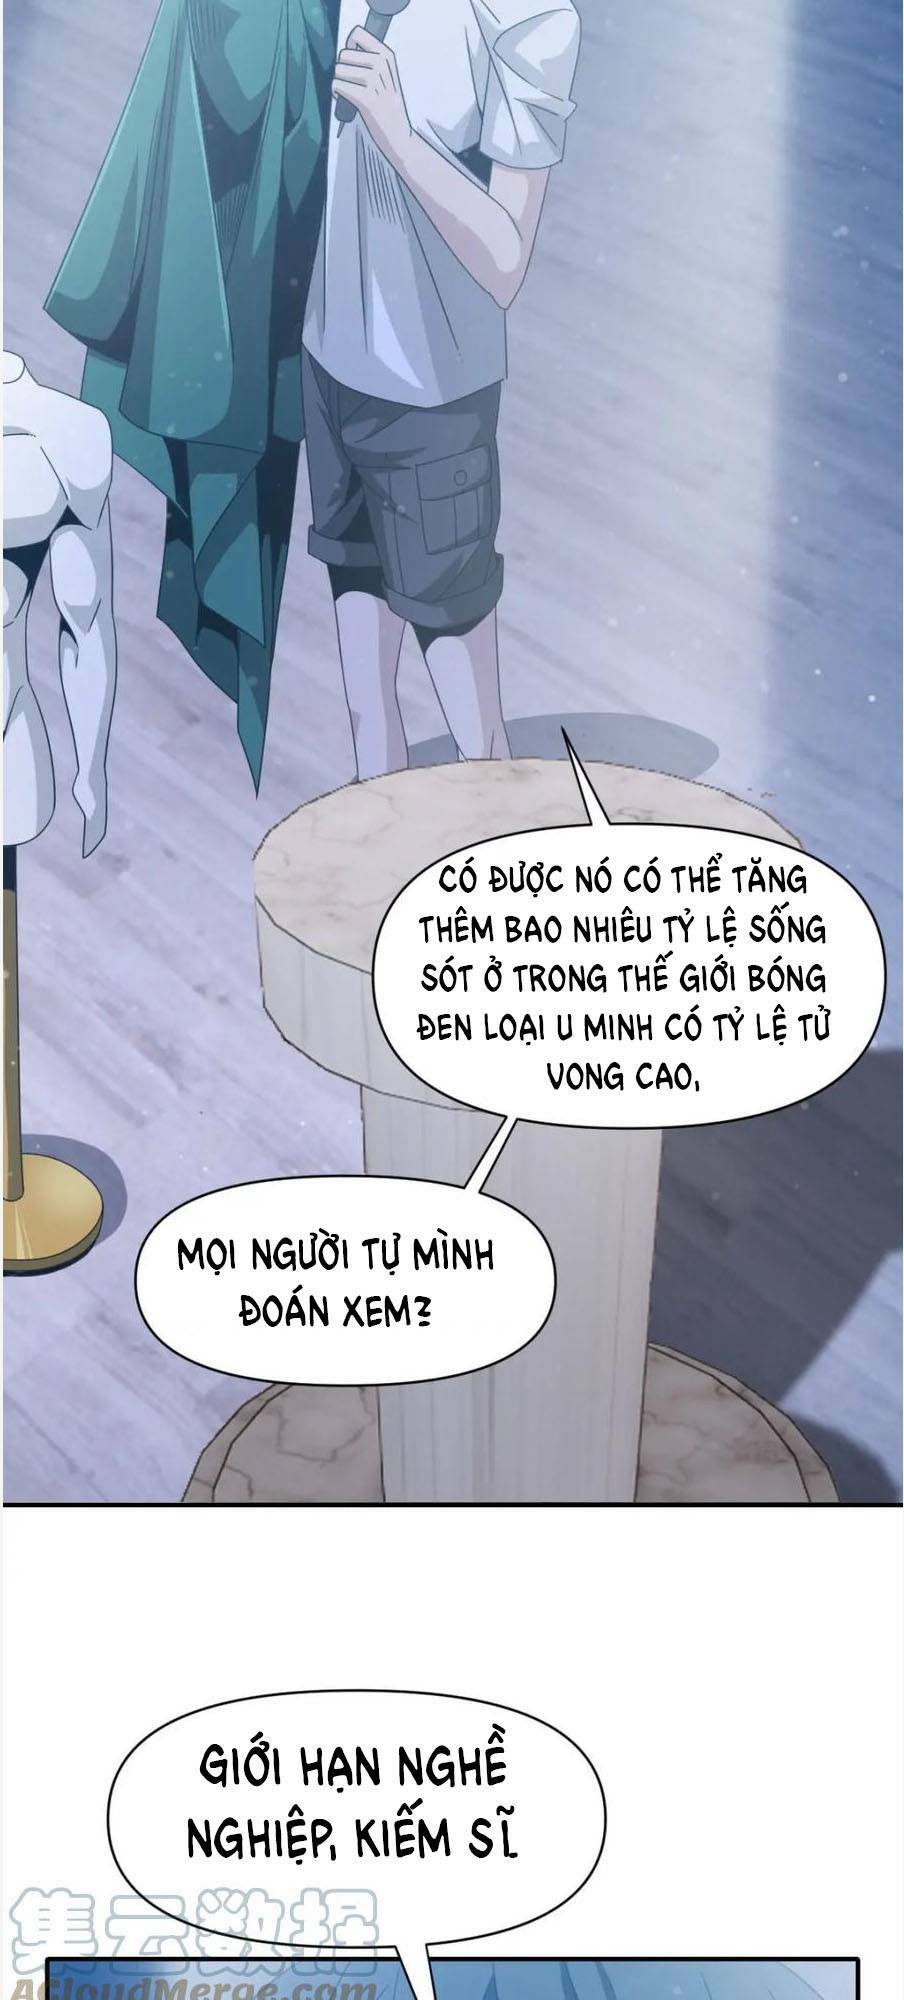 CÓ ĐƯỢC NÓ CÓ THỂ TĂNG
THÊM BAO NHIÊU TỶ LỆ SỐNG
SÓT Ở TRONG THẾ GIỚI BÓNG
ĐEN LOẠI U MINH CÓ TỶ LỆ TỬ
VONG CAO,
MỌI NGƯỜI TỰ MÌNH
ĐOÁN XEM?
GIỚI HẠN NGHỀ
NGHIỆP, KIẾM SĨ.
集云数据
ACloudMerge.com